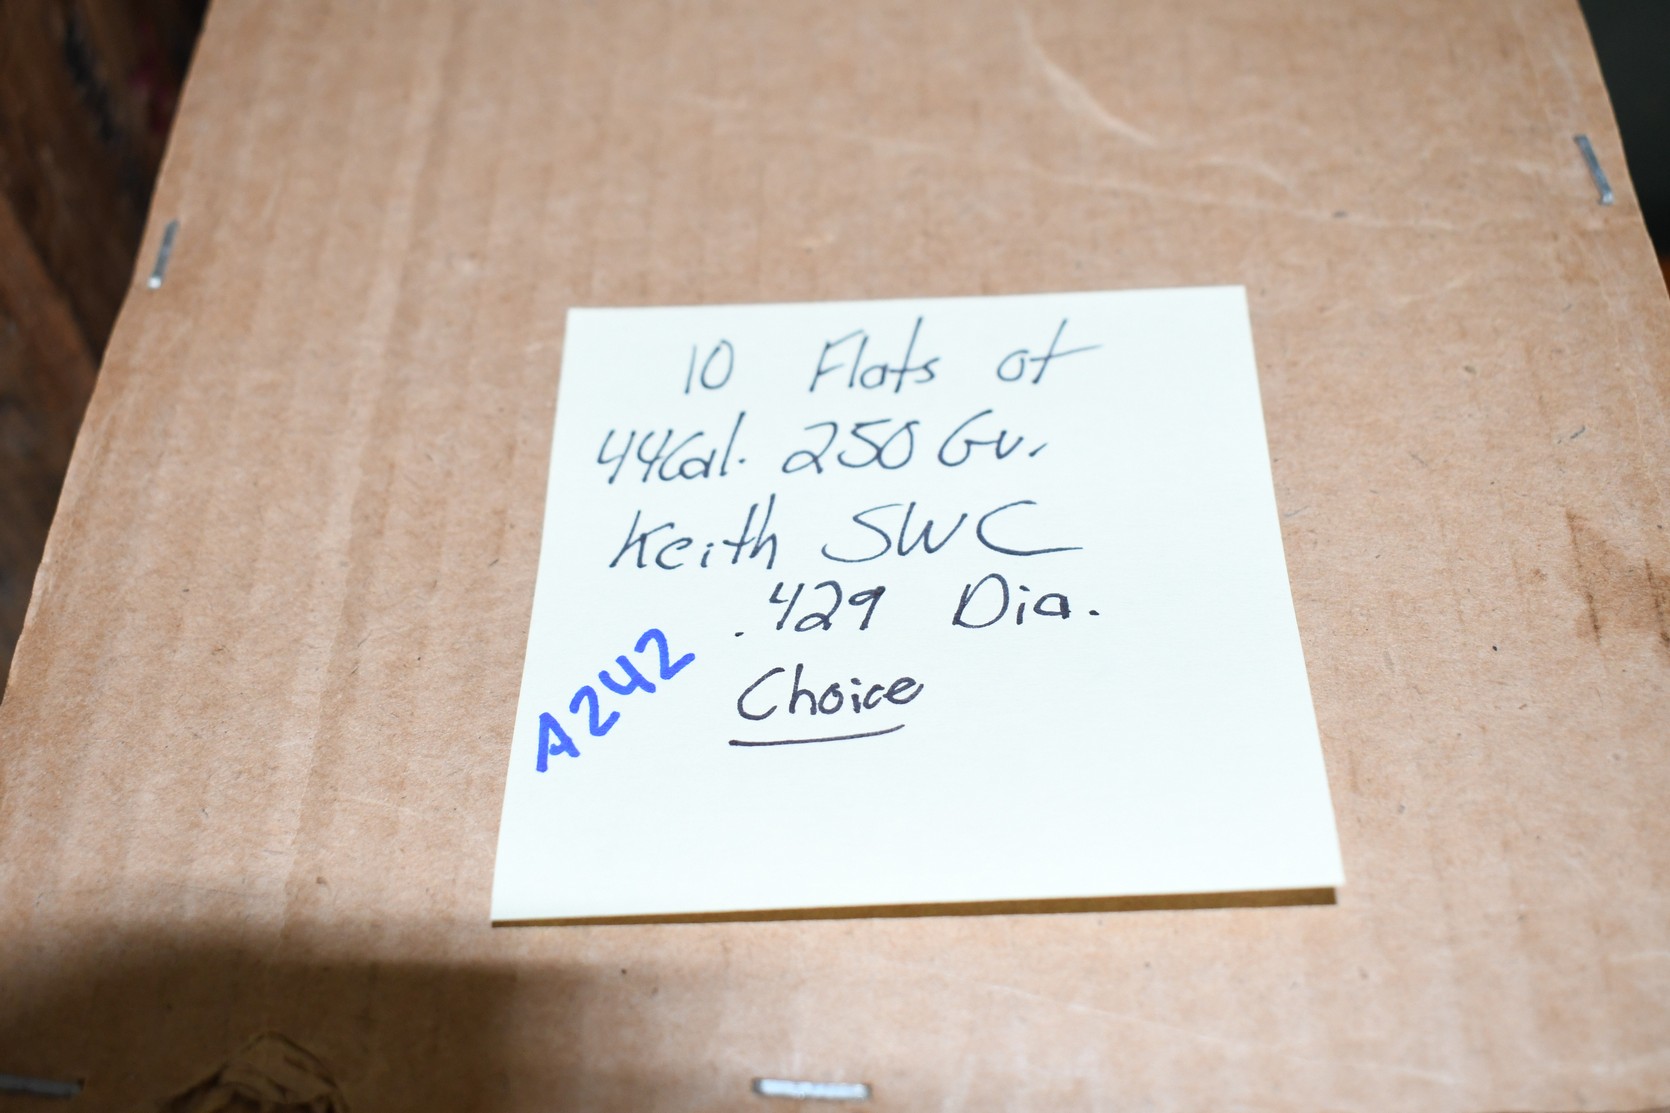 10 Flats of
44Cal. 250 Gr.
Keith SWC
.429 Dia.
A242
Choice